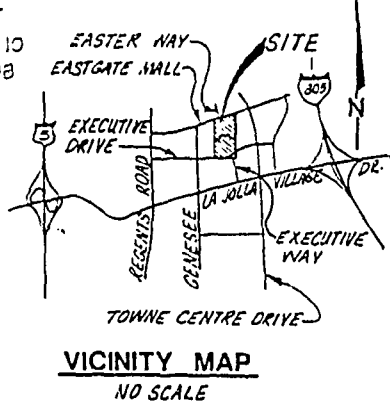 EASTER WAY
SITE
EASTGATE MALL
805
N
5
EXECUTIVE
DRIVE
REGENTS ROAD
GENESEE
LA JOLLA VILLAGE DR.
EXECUTIVE
WAY
TOWNE CENTRE DRIVE
VICINITY MAP
NO SCALE